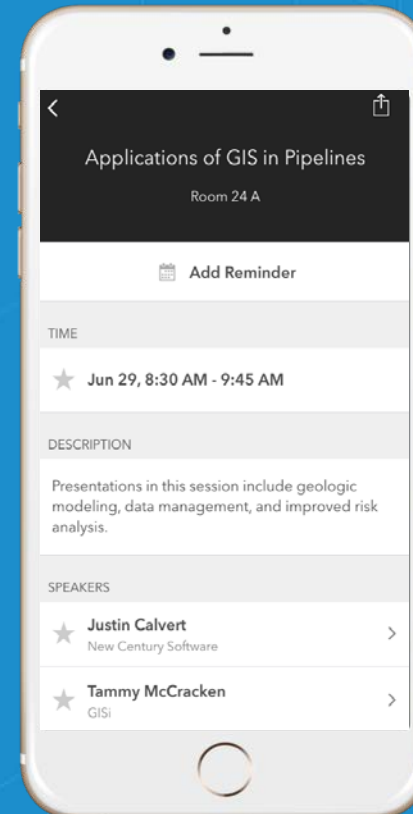 Applications of GIS in Pipelines
Room 24 A
Add Reminder
TIME
Jun 29, 8:30 AM - 9:45 AM
DESCRIPTION
Presentations in this session include geologic
modeling, data management, and improved risk
analysis.
SPEAKERS
Justin Calvert
New Century Software
Tammy McCracken
GISi